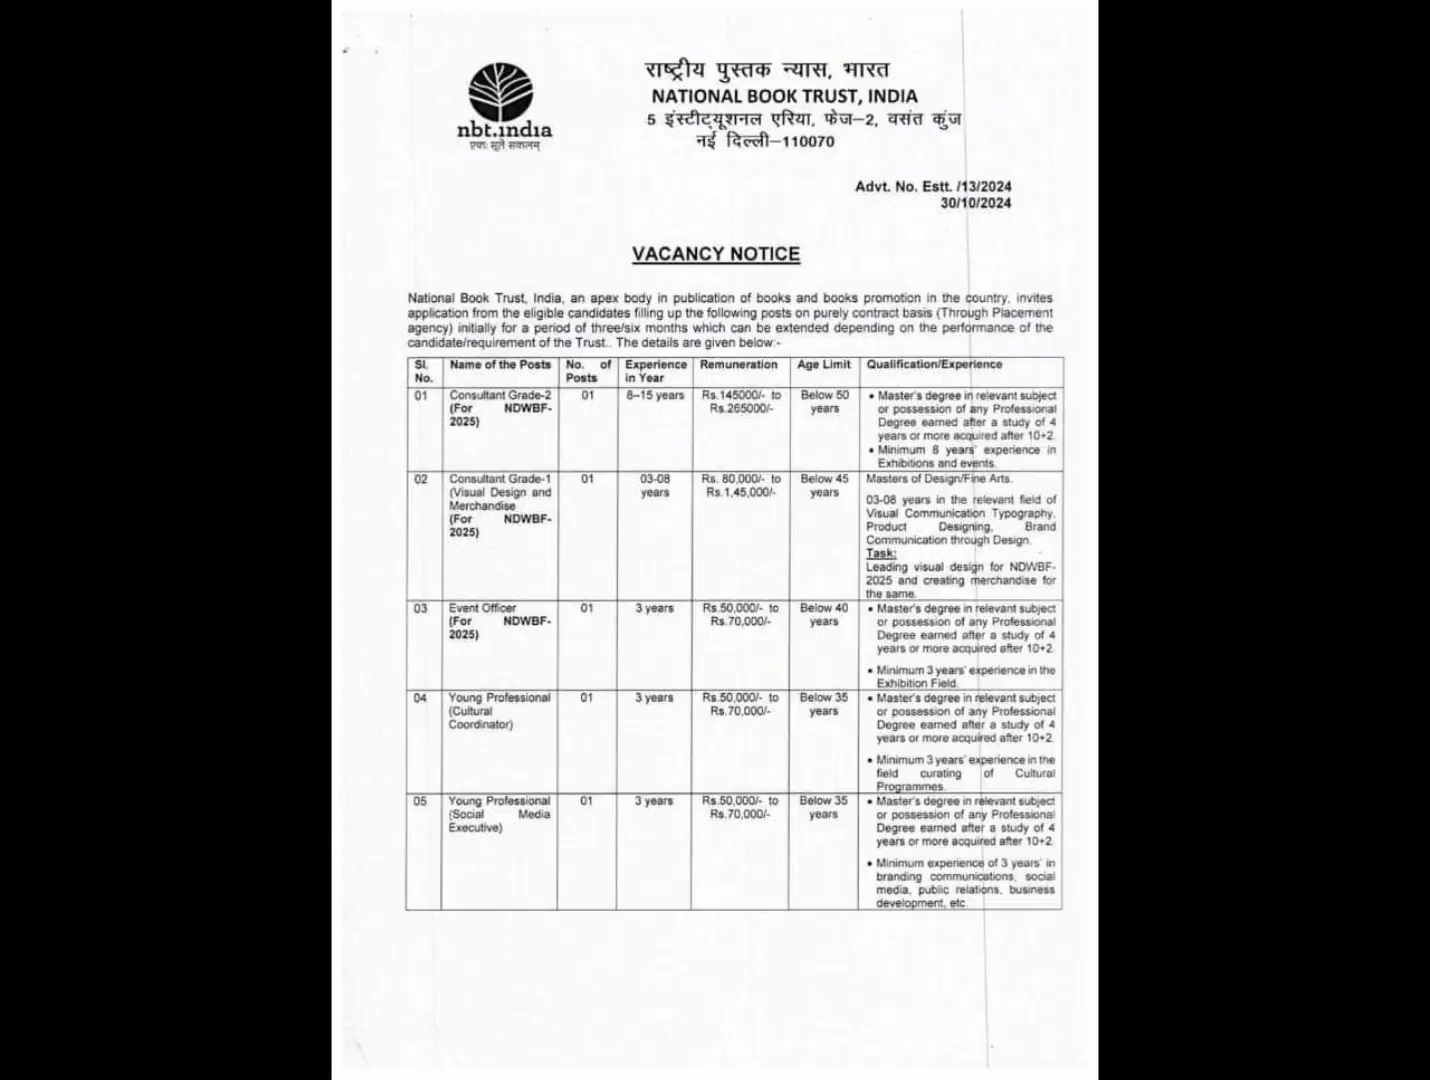 राष्ट्रीय पुस्तक न्यास, भारत
NATIONAL BOOK TRUST, INDIA
5 इंस्टीट्यूशनल एरिया, फेज–2, वसंत कुंज
नई दिल्ली–110070
nbt.india
एकः सूते सकलम्
Advt. No. Estt. /13/2024
30/10/2024
VACANCY NOTICE
National Book Trust, India, an apex body in publication of books and books promotion in the country, invites
application from the eligible candidates filling up the following posts on purely contract basis (Through Placement
agency) initially for a period of three/six months which can be extended depending on the performance of the
candidate/requirement of the Trust.. The details are given below:-
Sl. No. Name of the Posts No. of Posts Experience in Year Remuneration Age Limit Qualification/Experience
01 Consultant Grade-2 01 8–15 years Rs.145000/- to Below 50 • Master's degree in relevant subject
(For NDWBF- Rs.265000/- years or possession of any Professional
2025) Degree earned after a study of 4
years or more acquired after 10+2.
• Minimum 8 years' experience in
Exhibitions and events.
02 Consultant Grade-1 01 03-08 Rs. 80,000/- to Below 45 Masters of Design/Fine Arts.
(Visual Design and years Rs.1,45,000/- years
Merchandise 03-08 years in the relevant field of
(For NDWBF- Visual Communication Typography,
2025) Product Designing, Brand
Communication through Design.
Task:
Leading visual design for NDWBF-
2025 and creating merchandise for
the same.
03 Event Officer 01 3 years Rs.50,000/- to Below 40 • Master's degree in relevant subject
(For NDWBF- Rs.70,000/- years or possession of any Professional
2025) Degree earned after a study of 4
years or more acquired after 10+2.
• Minimum 3 years' experience in the
Exhibition Field.
04 Young Professional 01 3 years Rs.50,000/- to Below 35 • Master's degree in relevant subject
(Cultural Rs.70,000/- years or possession of any Professional
Coordinator) Degree earned after a study of 4
years or more acquired after 10+2.
• Minimum 3 years' experience in the
field curating of Cultural
Programmes.
05 Young Professional 01 3 years Rs.50,000/- to Below 35 • Master's degree in relevant subject
(Social Media Rs.70,000/- years or possession of any Professional
Executive) Degree earned after a study of 4
years or more acquired after 10+2.
• Minimum experience of 3 years' in
branding communications, social
media, public relations, business
development, etc.